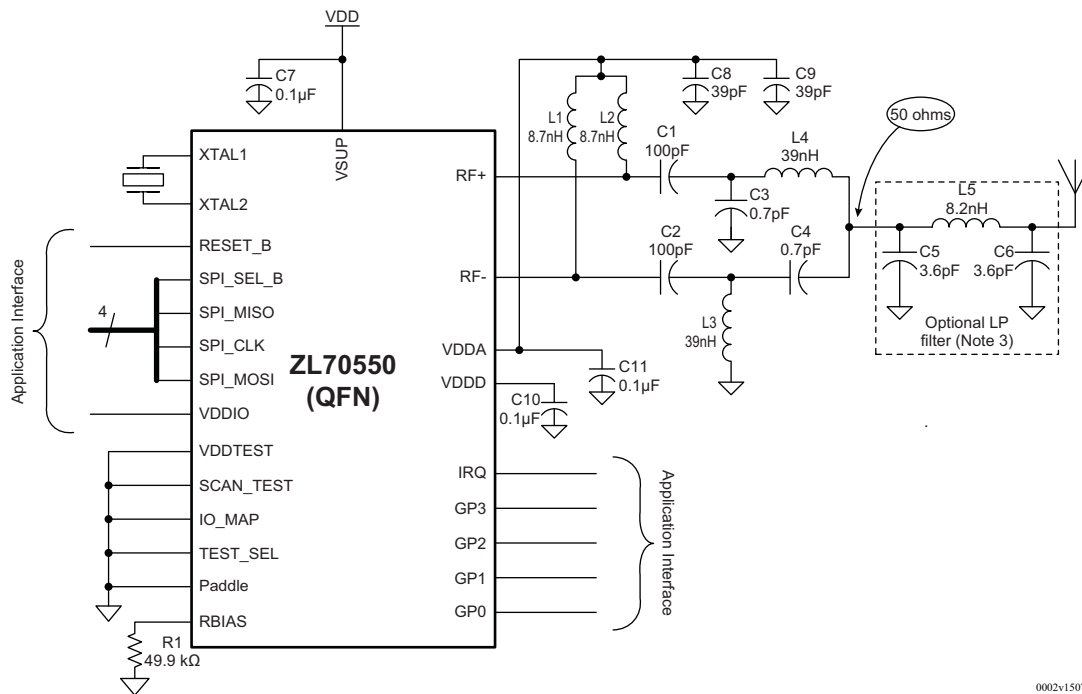 VDD
C7
0.1µF
VSUP
XTAL1
XTAL2
RESET_B
SPI_SEL_B
SPI_MISO
SPI_CLK
SPI_MOSI
VDDIO
VDDTEST
SCAN_TEST
IO_MAP
TEST_SEL
Paddle
RBIAS
R1
49.9 kΩ
4
Application Interface
ZL70550
(QFN)
RF+
RF-
VDDA
VDDD
IRQ
GP3
GP2
GP1
GP0
Application Interface
C8
39pF
C9
39pF
L1
8.7nH
L2
8.7nH
C1
100pF
L4
39nH
C3
0.7pF
C2
100pF
C4
0.7pF
L3
39nH
C11
0.1µF
C10
0.1µF
50 ohms
L5
8.2nH
C5
3.6pF
C6
3.6pF
Optional LP
filter (Note 3)